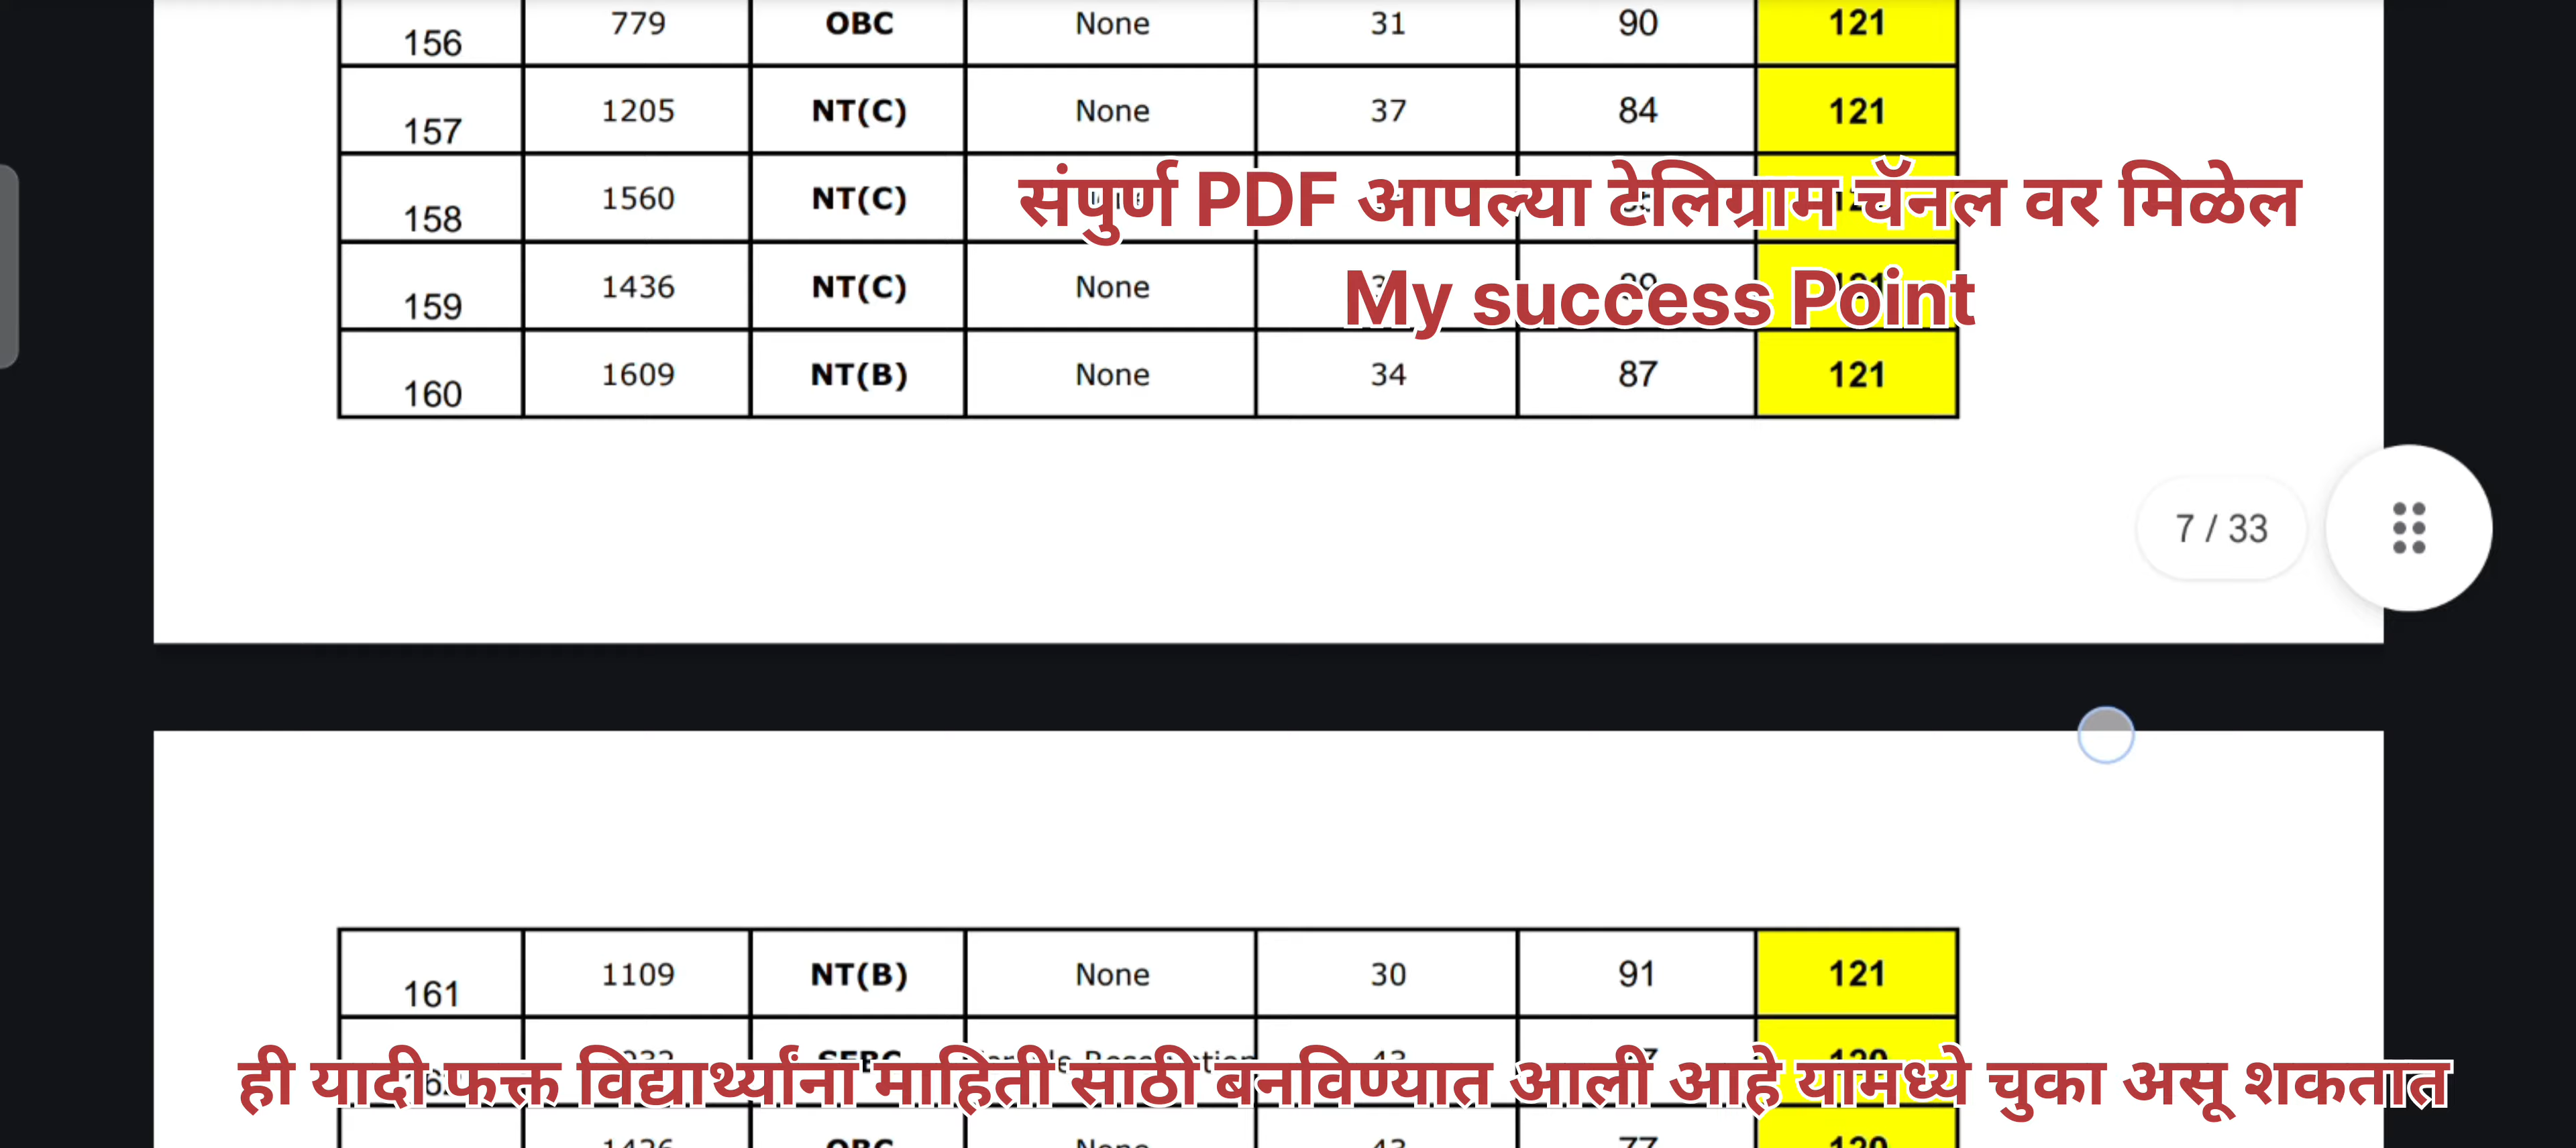 156 779 OBC None 31 90 121
157 1205 NT(C) None 37 84 121
158 1560 NT(C)
संपुर्ण PDF आपल्या टेलिग्राम चॅनल वर मिळेल
159 1436 NT(C) None
My success Point
160 1609 NT(B) None 34 87 121
7 / 33
161 1109 NT(B) None 30 91 121
ही यादी फक्त विद्यार्थ्यांना माहिती साठी बनविण्यात आली आहे यामध्ये चुका असू शकतात